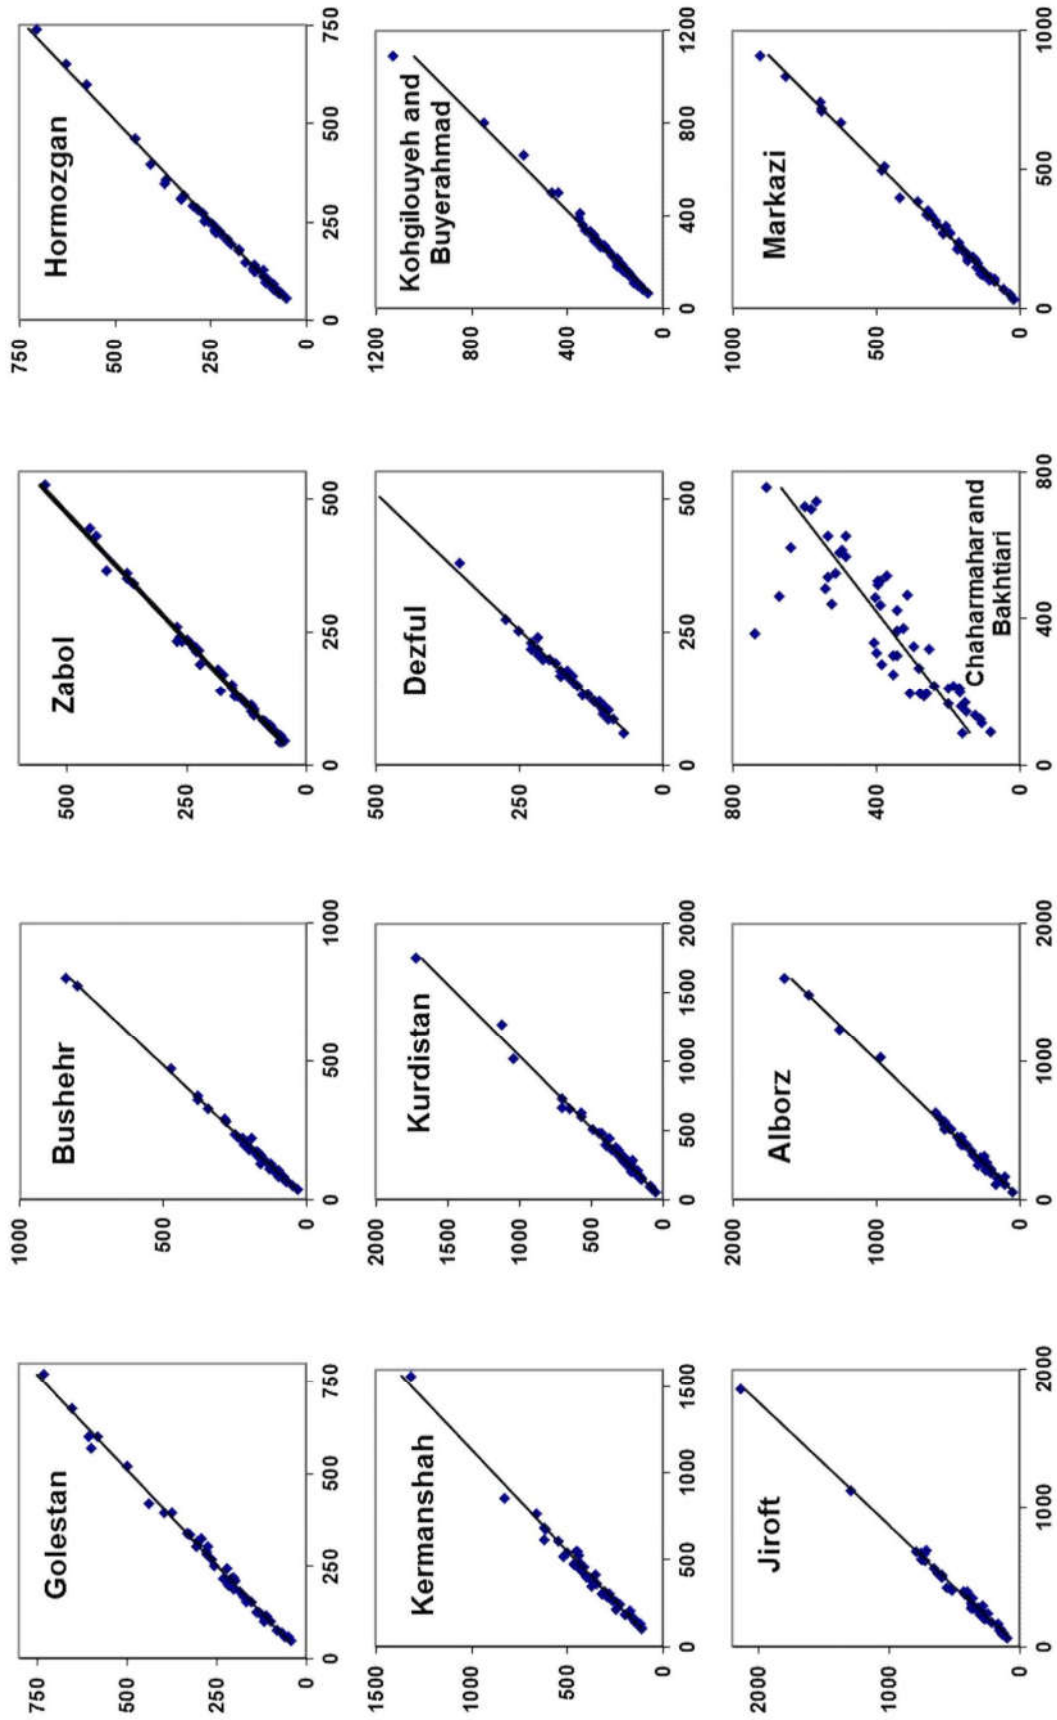 Golestan
750
500
250
0
0 250 500 750
Bushehr
1000
500
0
0 500 1000
Zabol
500
250
0
0 250 500
Hormozgan
750
500
250
0
0 250 500 750
Kermanshah
1500
1000
500
0
0 500 1000 1500
Kurdistan
2000
1500
1000
500
0
0 500 1000 1500 2000
Dezful
500
250
0
0 250 500
Kohgilouyeh and
Buyerahmad
1200
800
400
0
0 400 800 1200
Jiroft
2000
1000
0
0 1000 2000
Alborz
2000
1000
0
0 1000 2000
800
400
0
Chaharmahar and
Bakhtiari
0 400 800
Markazi
1000
500
0
0 500 1000